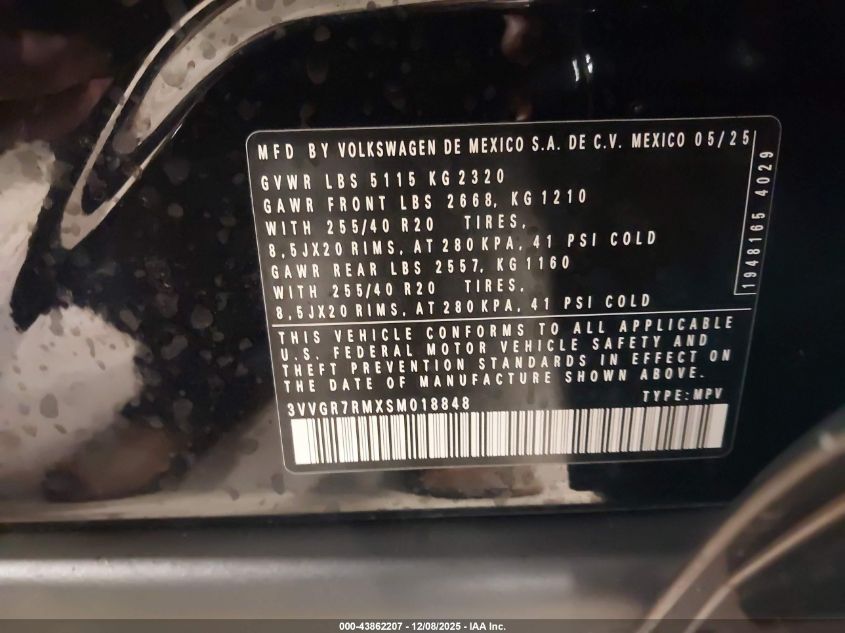 MFD BY VOLKSWAGEN DE MEXICO S.A. DE C.V. MEXICO 05/25
GVWR LBS 5115 KG 2320
GAWR FRONT LBS 2668, KG 1210
WITH 255/40 R20 TIRES,
8,5JX20 RIMS, AT 280 KPA, 41 PSI COLD
GAWR REAR LBS 2557, KG 1160
WITH 255/40 R20 TIRES,
8,5JX20 RIMS, AT 280 KPA, 41 PSI COLD
1948165 4029
THIS VEHICLE CONFORMS TO ALL APPLICABLE
U.S. FEDERAL MOTOR VEHICLE SAFETY AND
THEFT PREVENTION STANDARDS IN EFFECT ON
THE DATE OF MANUFACTURE SHOWN ABOVE.
3VVGR7RMXSM018848 TYPE: MPV
000-43862207 - 12/08/2025 - IAA Inc.